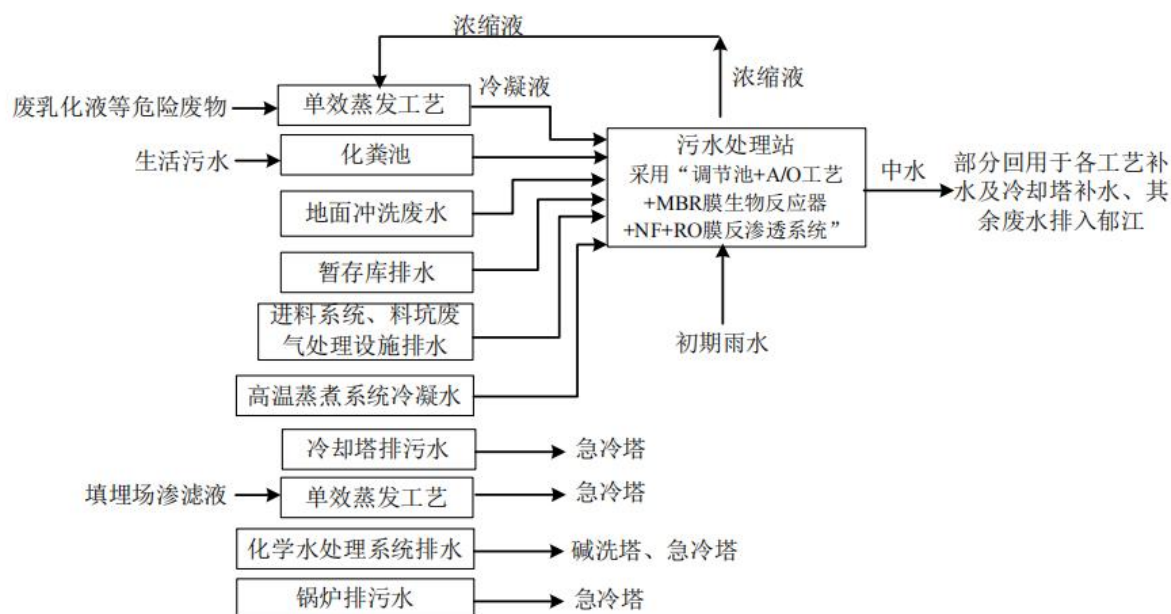 浓缩液
浓缩液
废乳化液等危险废物
单效蒸发工艺
冷凝液
生活污水
化粪池
地面冲洗废水
暂存库排水
进料系统、料坑废
气处理设施排水
高温蒸煮系统冷凝水
污水处理站
采用“调节池+A/O工艺
+MBR膜生物反应器
+NF+RO膜反渗透系统”
中水
部分回用于各工艺补
水及冷却塔补水、其
余废水排入郁江
初期雨水
冷却塔排污水
急冷塔
填埋场渗滤液
单效蒸发工艺
急冷塔
化学水处理系统排水
碱洗塔、急冷塔
锅炉排污水
急冷塔